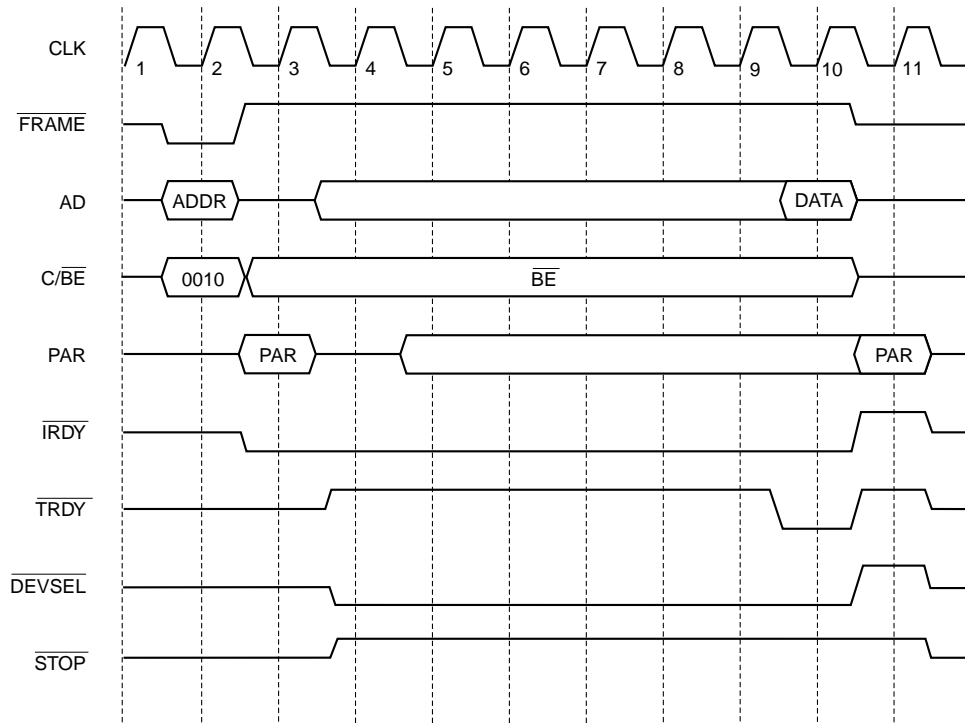 CLK
1 2 3 4 5 6 7 8 9 10 11
FRAME
AD ADDR DATA
C/BE 0010 BE
PAR PAR PAR
IRDY
TRDY
DEVSEL
STOP